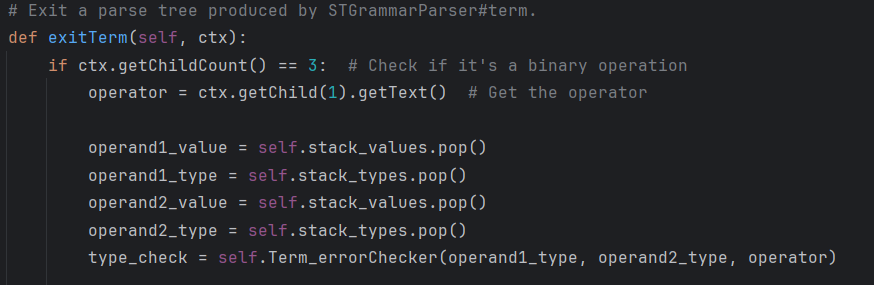 # Exit a parse tree produced by STGrammarParser#term.
def exitTerm(self, ctx):
    if ctx.getChildCount() == 3:  # Check if it's a binary operation
        operator = ctx.getChild(1).getText()  # Get the operator

        operand1_value = self.stack_values.pop()
        operand1_type = self.stack_types.pop()
        operand2_value = self.stack_values.pop()
        operand2_type = self.stack_types.pop()
        type_check = self.Term_errorChecker(operand1_type, operand2_type, operator)